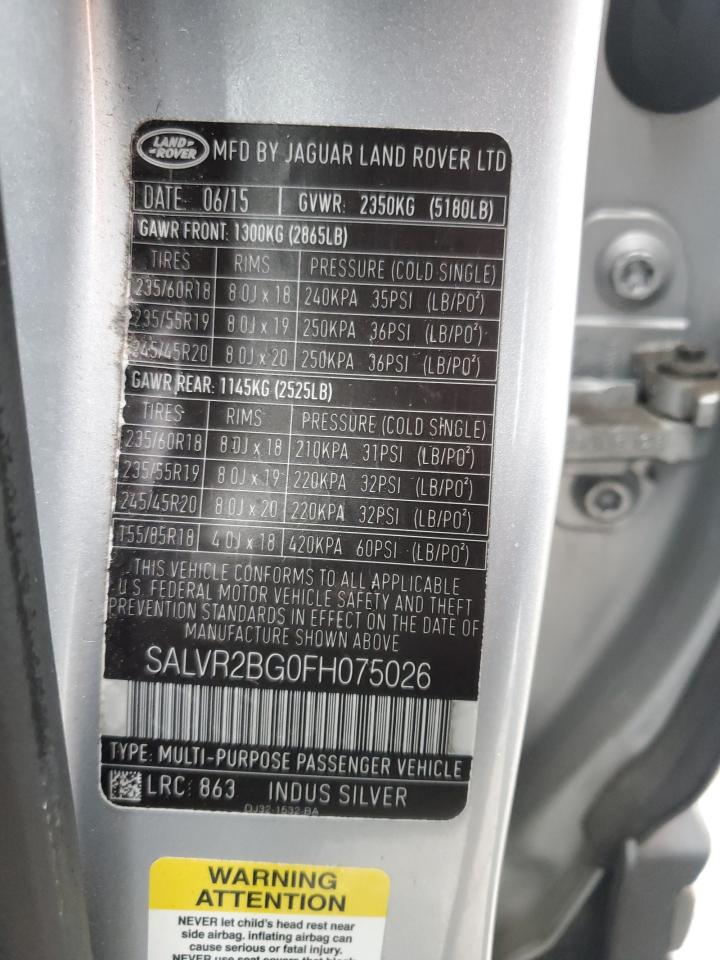 LAND ROVER MFD BY JAGUAR LAND ROVER LTD
DATE: 06/15 GVWR: 2350KG (5180LB)
GAWR FRONT: 1300KG (2865LB)
TIRES RIMS PRESSURE (COLD SINGLE)
235/60R18 8.0J x 18 240KPA 35PSI (LB/PO²)
235/55R19 8.0J x 19 250KPA 36PSI (LB/PO²)
245/45R20 8.0J x 20 250KPA 36PSI (LB/PO²)
GAWR REAR: 1145KG (2525LB)
TIRES RIMS PRESSURE (COLD SINGLE)
235/60R18 8.0J x 18 210KPA 31PSI (LB/PO²)
235/55R19 8.0J x 19 220KPA 32PSI (LB/PO²)
245/45R20 8.0J x 20 220KPA 32PSI (LB/PO²)
T55/85R18 4.0J x 18 420KPA 60PSI (LB/PO²)
THIS VEHICLE CONFORMS TO ALL APPLICABLE
U.S. FEDERAL MOTOR VEHICLE SAFETY AND THEFT
PREVENTION STANDARDS IN EFFECT ON THE DATE OF
MANUFACTURE SHOWN ABOVE
SALVR2BG0FH075026
TYPE: MULTI-PURPOSE PASSENGER VEHICLE
LRC: 863 INDUS SILVER
DJ32-1532-BA
WARNING
ATTENTION
NEVER let child's head rest near
side airbag. inflating airbag can
cause serious or fatal injury.
NEVER use seat covers that block